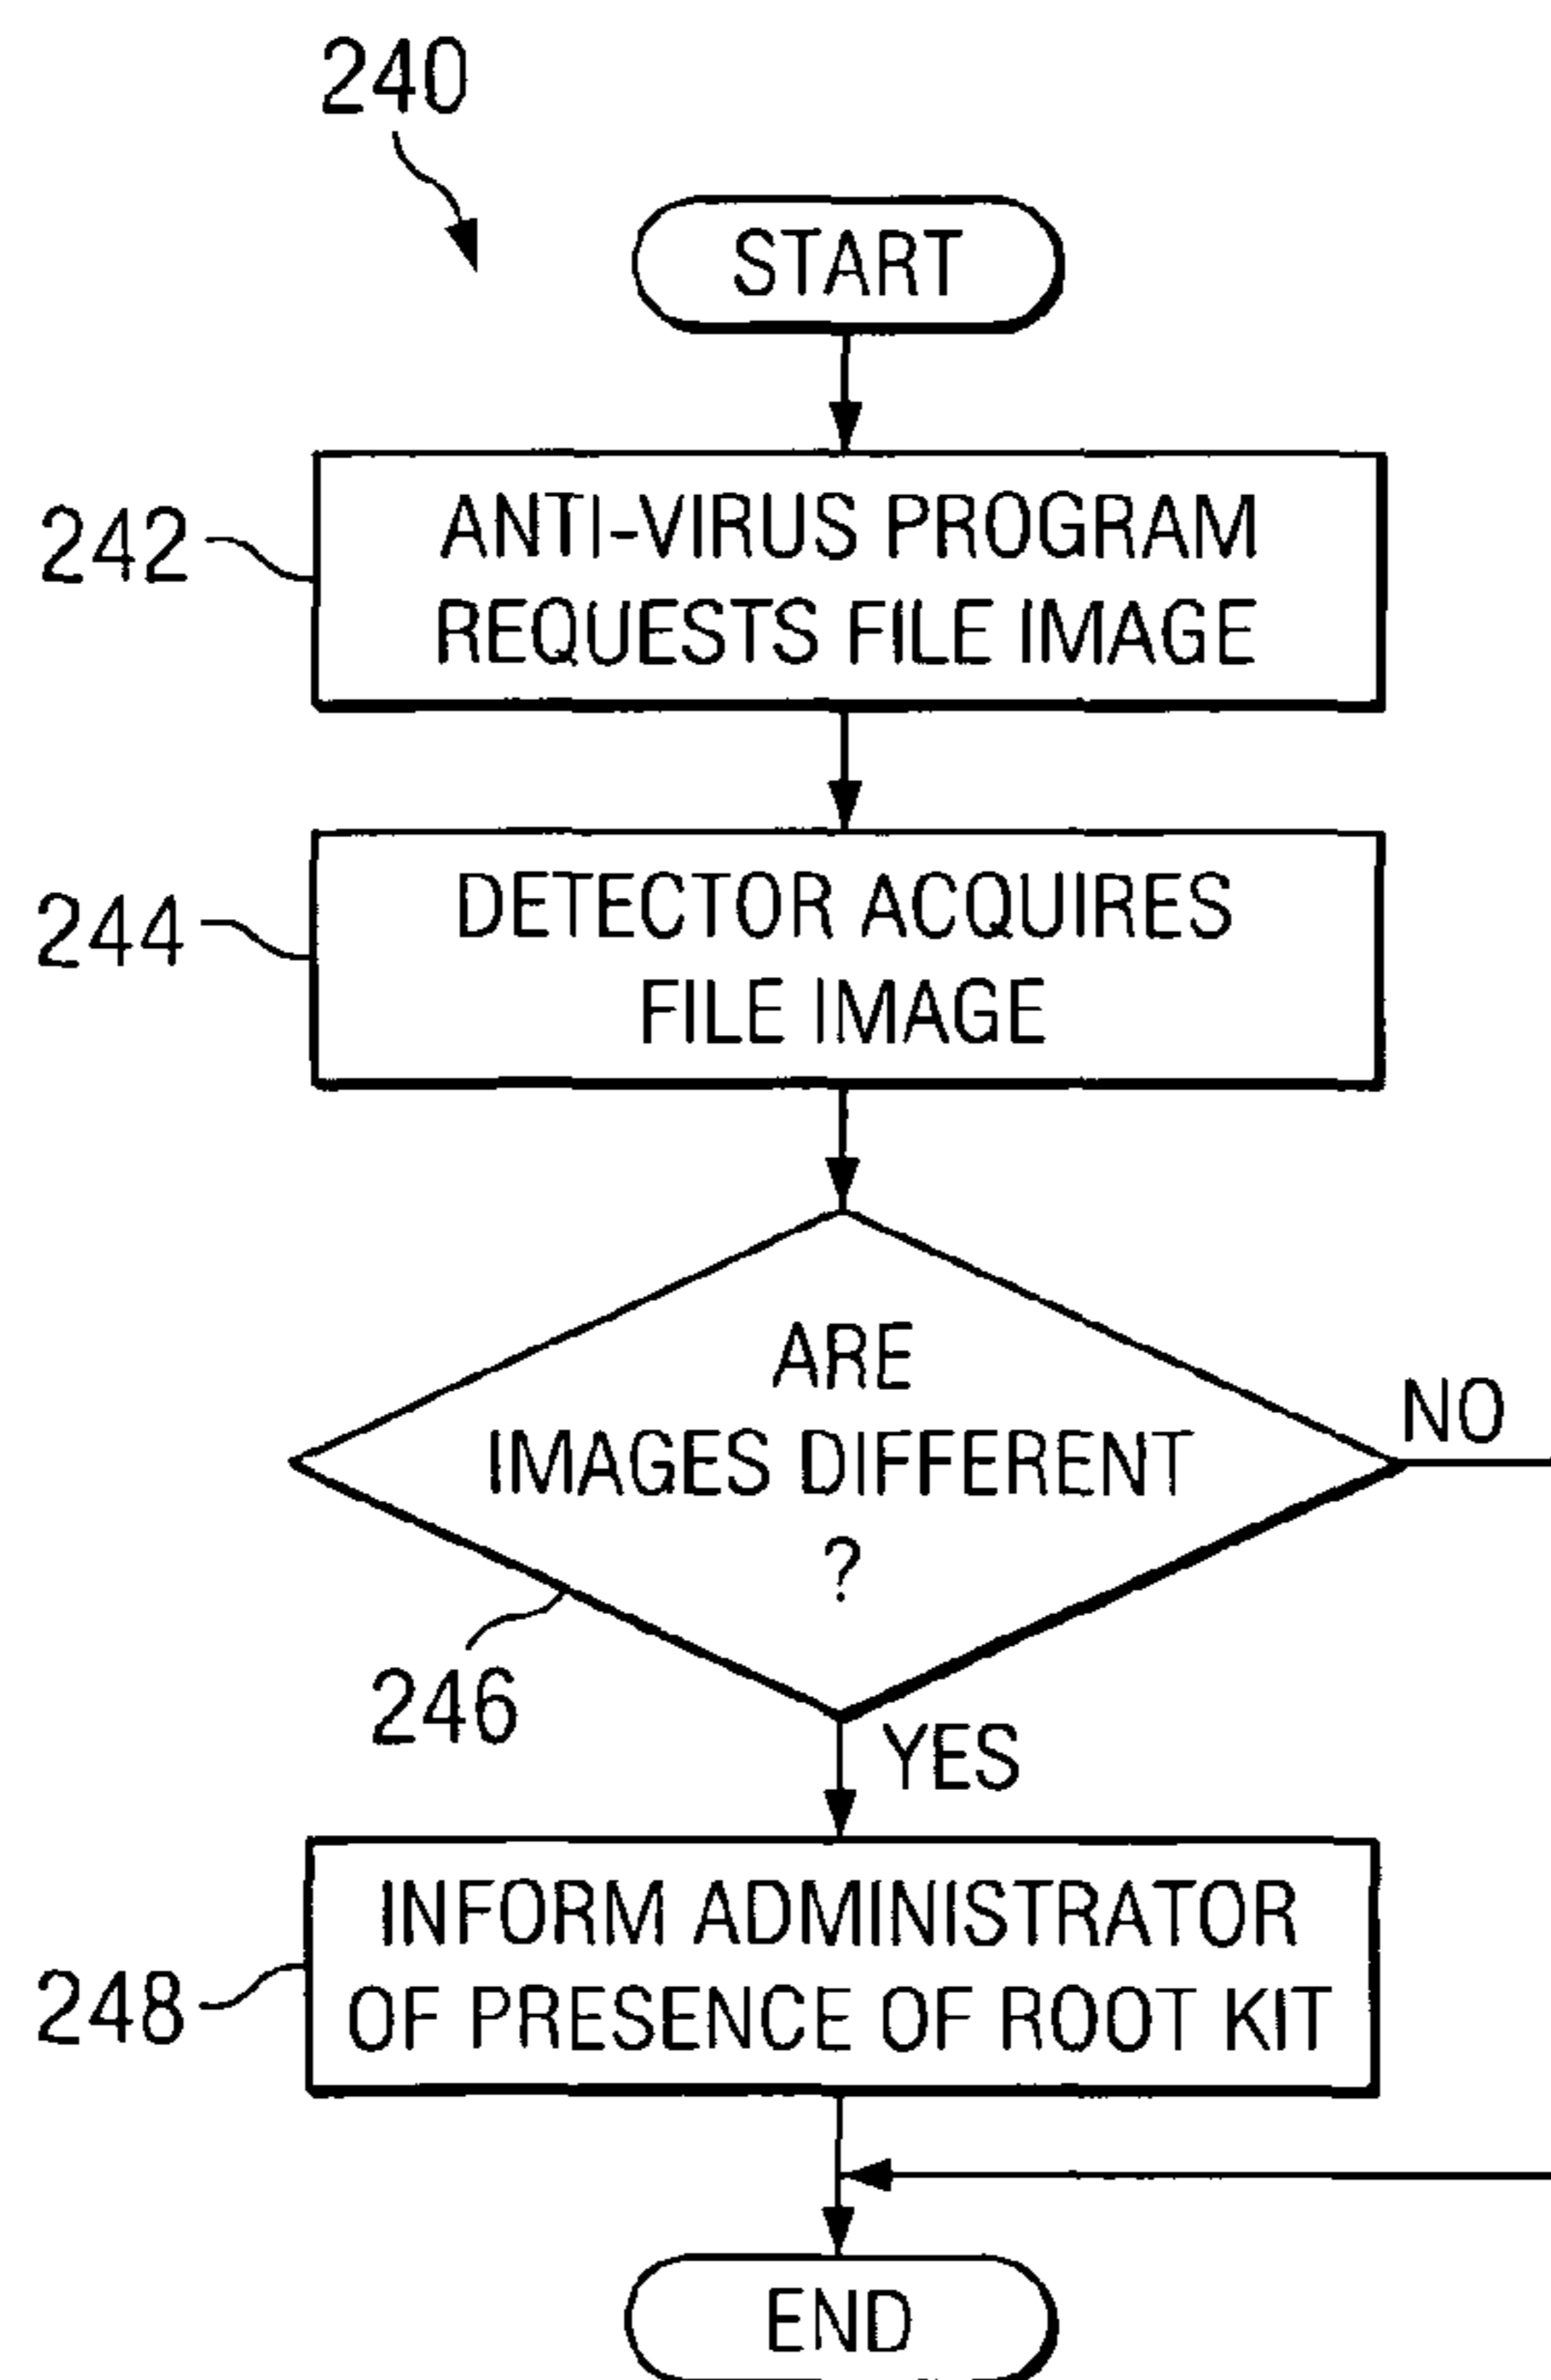 240
START
242
ANTI-VIRUS PROGRAM
REQUESTS FILE IMAGE
244
DETECTOR ACQUIRES
FILE IMAGE
ARE
IMAGES DIFFERENT
?
NO
246
YES
248
INFORM ADMINISTRATOR
OF PRESENCE OF ROOT KIT
END